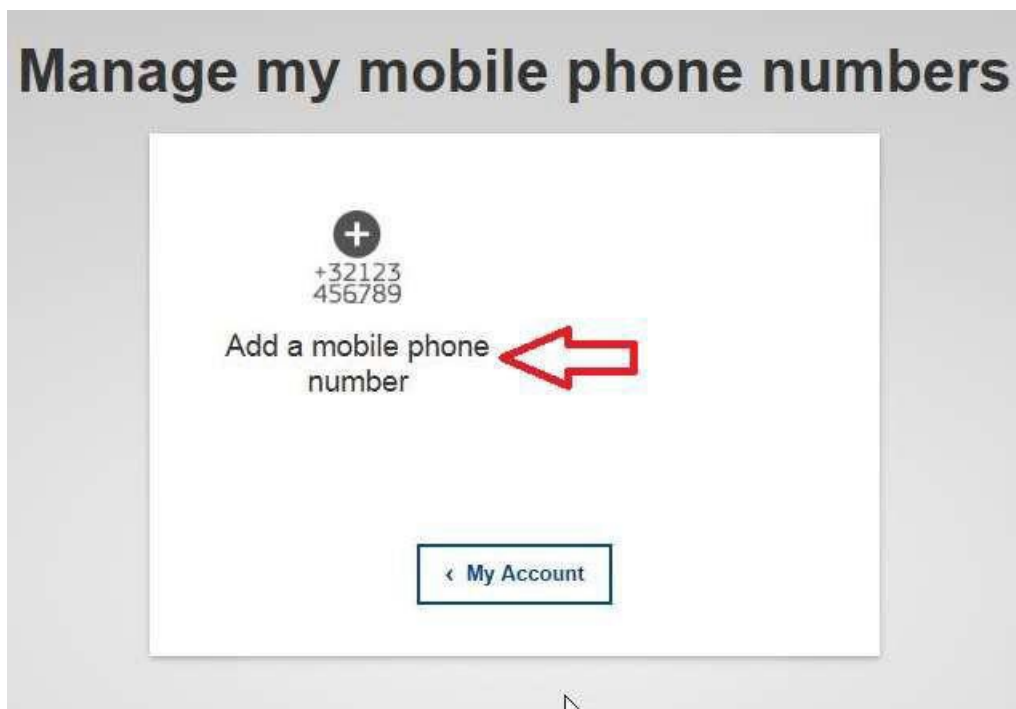 Manage my mobile phone numbers
+32123
456789
Add a mobile phone
number
‹ My Account